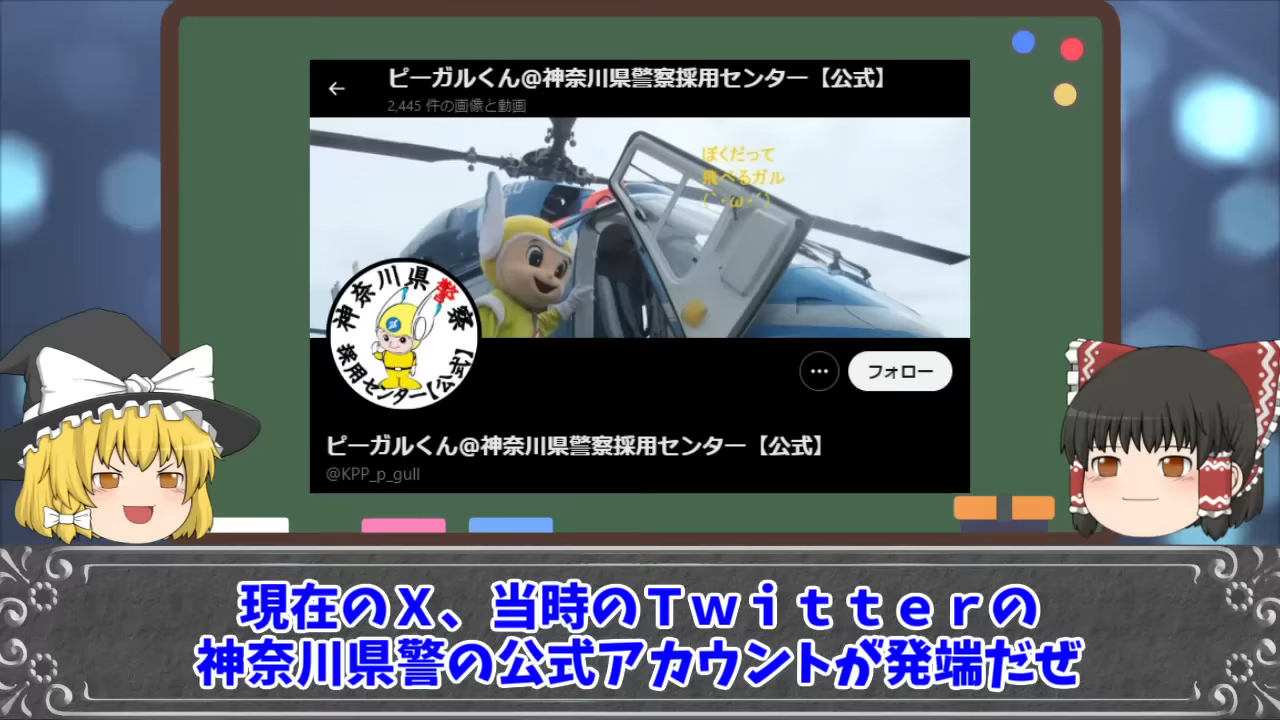 ピーガルくん@神奈川県警察採用センター【公式】
2,445 件の画像と動画
ぼくだって
飛べるガル
(｀・ω・´)
神奈川県警察
採用センター【公式】
フォロー
ピーガルくん@神奈川県警察採用センター【公式】
@KPP_p_gull
現在のＸ、当時のＴｗｉｔｔｅｒの
神奈川県警の公式アカウントが発端だぜ